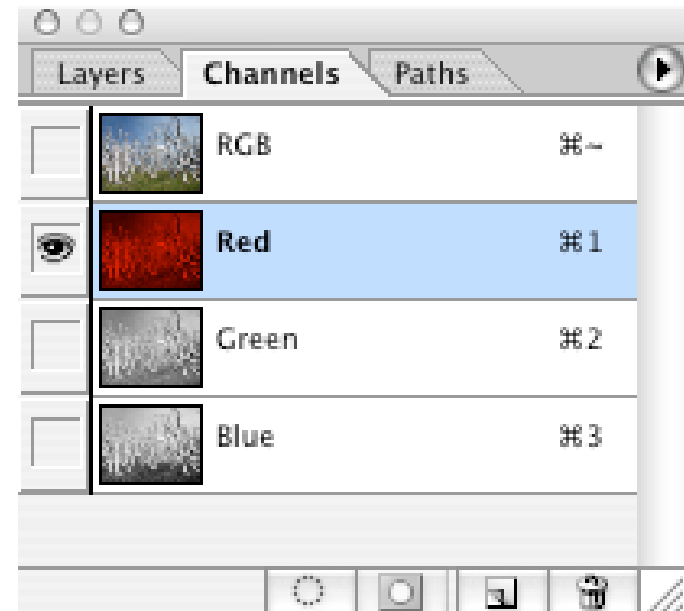 Layers Channels Paths
RGB ⌘~
Red ⌘1
Green ⌘2
Blue ⌘3